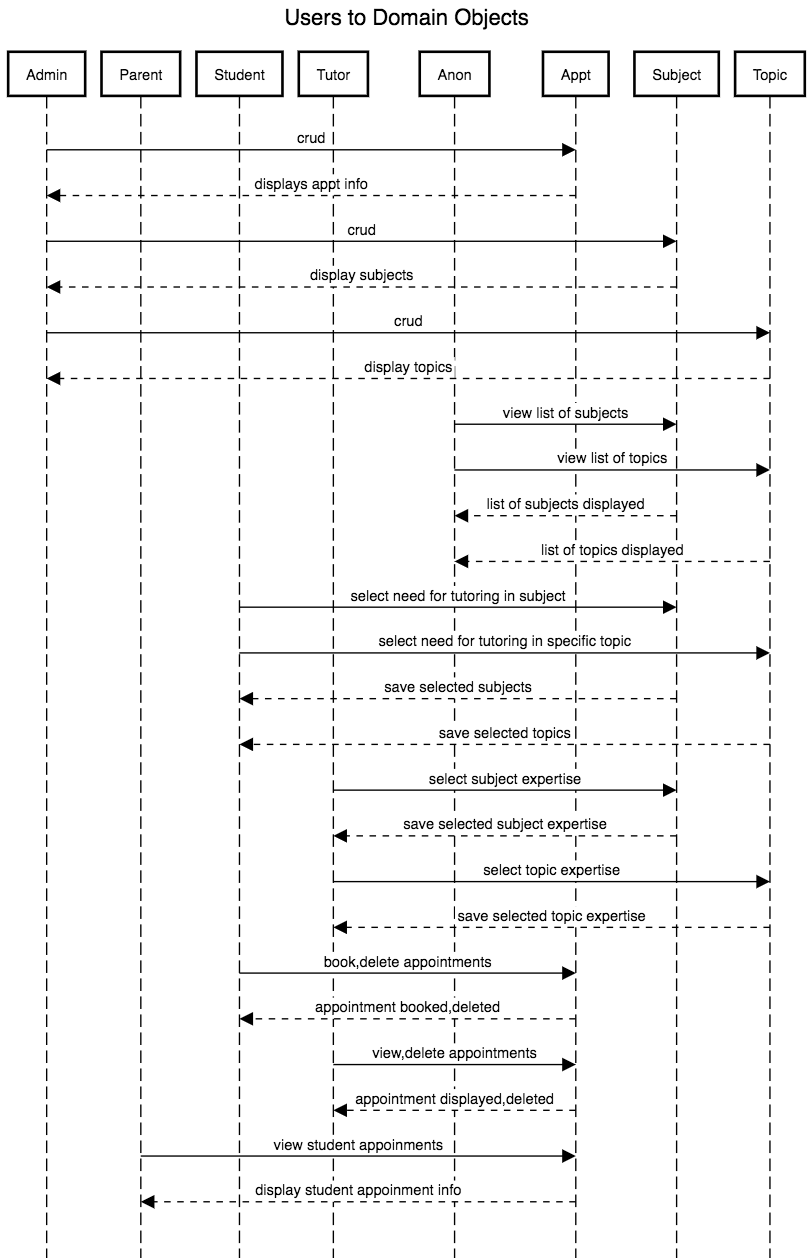 Users to Domain Objects
Admin
Parent
Student
Tutor
Anon
Appt
Subject
Topic
crud
displays appt info
crud
display subjects
crud
display topics
view list of subjects
view list of topics
list of subjects displayed
list of topics displayed
select need for tutoring in subject
select need for tutoring in specific topic
save selected subjects
save selected topics
select subject expertise
save selected subject expertise
select topic expertise
save selected topic expertise
book,delete appointments
appointment booked,deleted
view,delete appointments
appointment displayed,deleted
view student appoinments
display student appoinment info